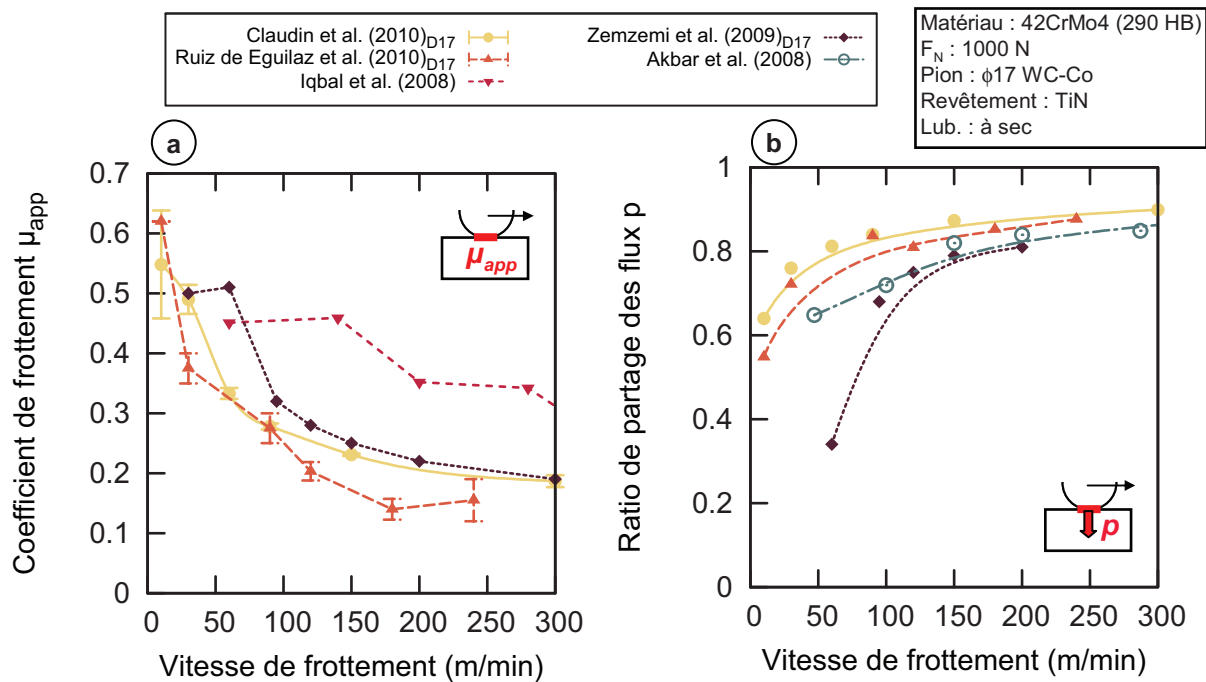 Claudin et al. (2010)D17
Ruiz de Eguilaz et al. (2010)D17
Iqbal et al. (2008)
Zemzemi et al. (2009)D17
Akbar et al. (2008)
Matériau : 42CrMo4 (290 HB)
FN : 1000 N
Pion : ϕ17 WC-Co
Revêtement : TiN
Lub. : à sec
a
Coefficient de frottement µapp
0.7
0.6
0.5
0.4
0.3
0.2
0.1
0
µapp
0 50 100 150 200 250 300
Vitesse de frottement (m/min)
b
Ratio de partage des flux p
1
0.8
0.6
0.4
0.2
0
p
0 50 100 150 200 250 300
Vitesse de frottement (m/min)